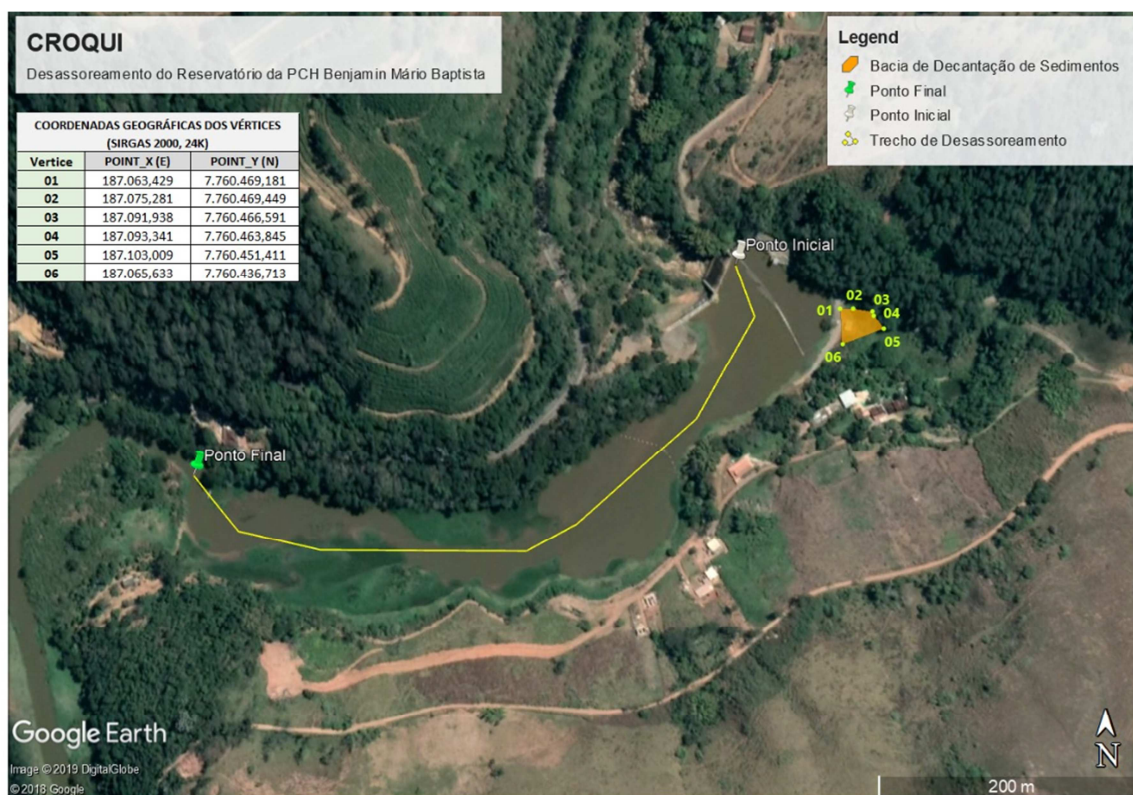 CROQUI
Desassoreamento do Reservatório da PCH Benjamin Mário Baptista
COORDENADAS GEOGRÁFICAS DOS VÉRTICES
(SIRGAS 2000, 24K)
Vertice POINT_X (E) POINT_Y (N)
01 187.063,429 7.760.469,181
02 187.075,281 7.760.469,449
03 187.091,938 7.760.466,591
04 187.093,341 7.760.463,845
05 187.103,009 7.760.451,411
06 187.065,633 7.760.436,713
Legend
Bacia de Decantação de Sedimentos
Ponto Final
Ponto Inicial
Trecho de Desassoreamento
Ponto Inicial
01
02
03
04
05
06
Ponto Final
Google Earth
Image © 2019 DigitalGlobe
© 2018 Google
N
200 m